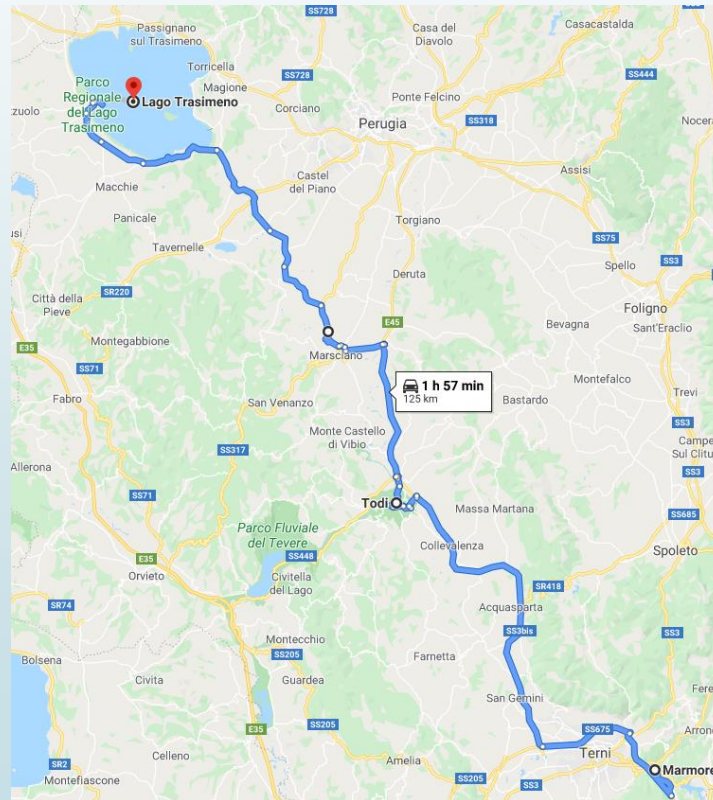 SS728
Passignano
sul Trasimeno
Casa del
Diavolo
Casacastalda
Torricella
Parco
Regionale
del Lago
Trasimeno
Lago Trasimeno
Magione
SS728
SS444
Corciano
Ponte Felcino
Perugia
SS318
Assisi
Macchie
Castel
del Piano
Panicale
Torgiano
Tavernelle
SS75
SS3
Spello
Deruta
SR220
Città della
Pieve
Foligno
E45
Bevagna
Sant'Eraclio
Montegabbione
E35
Marsciano
SS71
1 h 57 min
125 km
Montefalco
Trevi
Fabro
San Venanzo
Bastardo
SS3
Monte Castello
di Vibio
SS317
Allerona
SS3
SS71
Todi
Massa Martana
SS685
Parco Fluviale
del Tevere
Collevalenza
Spoleto
E35
SS448
Orvieto
Civitella
del Lago
SR418
SR74
Acquasparta
SS3bis
SS3
Montecchio
Bolsena
SS205
Farnetta
Civita
Guardea
San Gemini
SS205
E35
SS675
Terni
SR2
Celleno
Amelia
Marmore
Montefiascone
SS205
SS3